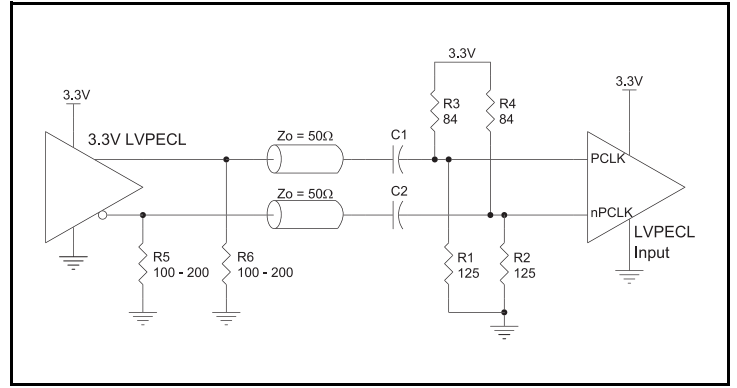 3.3V
3.3V LVPECL
Zo = 50Ω
Zo = 50Ω
C1
C2
3.3V
R3
84
R4
84
3.3V
PCLK
nPCLK
LVPECL
Input
R5
100 - 200
R6
100 - 200
R1
125
R2
125